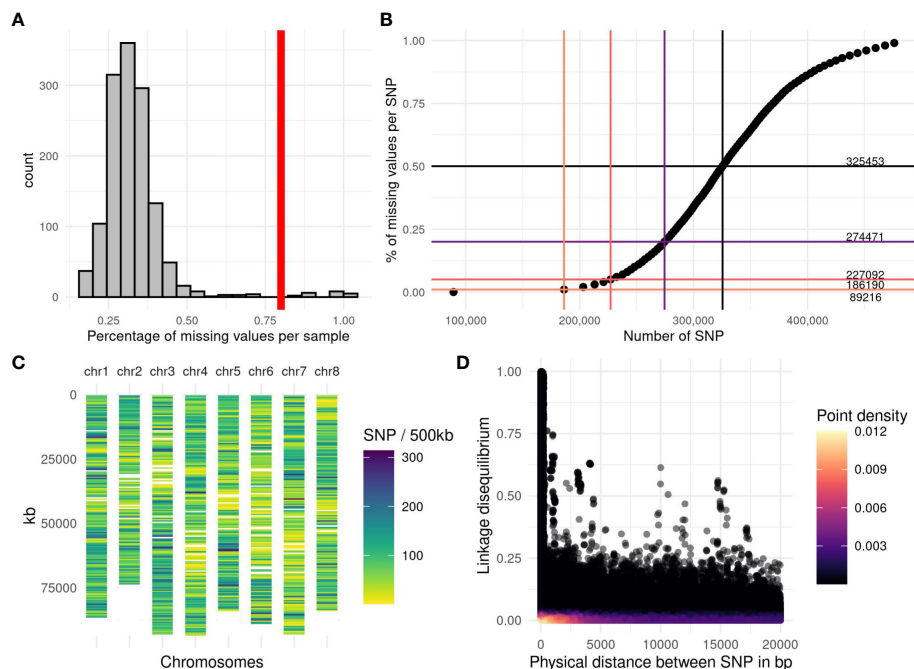 A
count
300
200
100
0
0.25
0.50
0.75
1.00
Percentage of missing values per sample
B
% of missing values per SNP
1.00
0.75
0.50
0.25
0.00
325453
274471
227092
186190
89216
100,000
200,000
300,000
400,000
Number of SNP
C
chr1 chr2 chr3 chr4 chr5 chr6 chr7 chr8
kb
0
25000
50000
75000
Chromosomes
SNP / 500kb
300
200
100
D
Linkage disequilibrium
1.00
0.75
0.50
0.25
0.00
0
5000
10000
15000
20000
Physical distance between SNP in bp
Point density
0.012
0.009
0.006
0.003